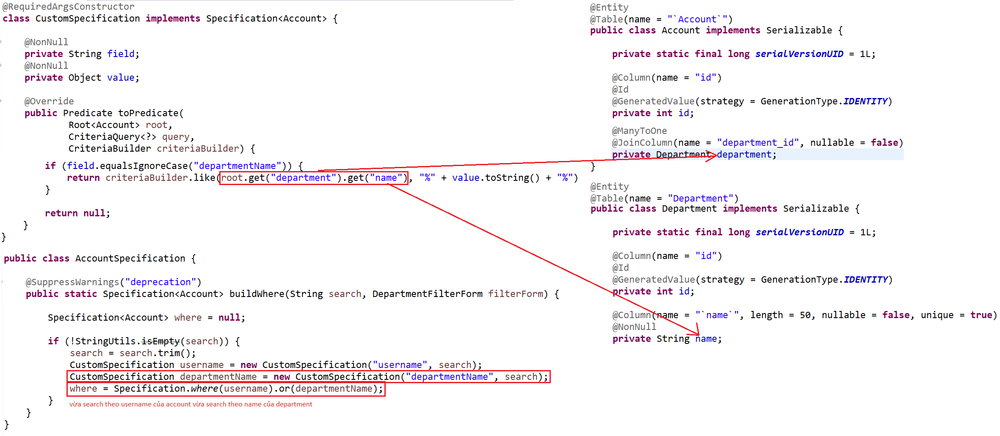 @RequiredArgsConstructor
class CustomSpecification implements Specification<Account> {
@NonNull
private String field;
@NonNull
private Object value;
@Override
public Predicate toPredicate(
Root<Account> root,
CriteriaQuery<?> query,
CriteriaBuilder criteriaBuilder) {
if (field.equalsIgnoreCase("departmentName")) {
return criteriaBuilder.like(root.get("department").get("name"), "%" + value.toString() + "%")
}
return null;
}
}
public class AccountSpecification {
@SuppressWarnings("deprecation")
public static Specification<Account> buildWhere(String search, DepartmentFilterForm filterForm) {
Specification<Account> where = null;
if (!StringUtils.isEmpty(search)) {
search = search.trim();
CustomSpecification username = new CustomSpecification("username", search);
CustomSpecification departmentName = new CustomSpecification("departmentName", search);
where = Specification.where(username).or(departmentName);
}
vừa search theo username của account vừa search theo name của department
}
}
@Entity
@Table(name = "`Account`")
public class Account implements Serializable {
private static final long serialVersionUID = 1L;
@Column(name = "id")
@Id
@GeneratedValue(strategy = GenerationType.IDENTITY)
private int id;
@ManyToOne
@JoinColumn(name = "department_id", nullable = false)
private Department department;
}
@Entity
@Table(name = "Department")
public class Department implements Serializable {
private static final long serialVersionUID = 1L;
@Column(name = "id")
@Id
@GeneratedValue(strategy = GenerationType.IDENTITY)
private int id;
@Column(name = "`name`", length = 50, nullable = false, unique = true)
@NonNull
private String name;